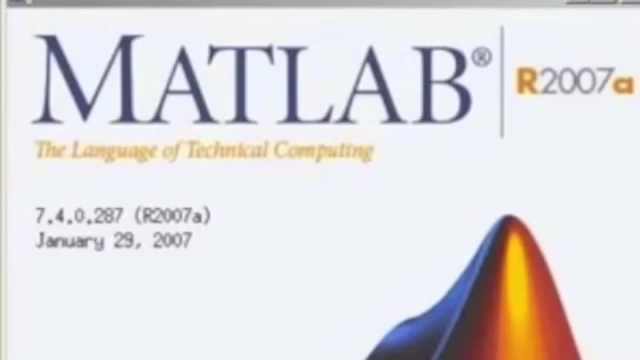 MATLAB® R2007a
The Language of Technical Computing
7.4.0.287 (R2007a)
January 29, 2007